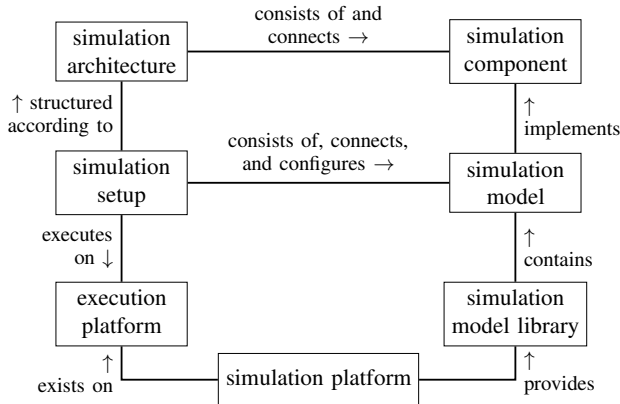 simulation
architecture
consists of and
connects →
simulation
component
↑ structured
according to
↑
implements
simulation
setup
consists of, connects,
and configures →
simulation
model
executes
on ↓
↑
contains
execution
platform
simulation
model library
↑
exists on
simulation platform
↑
provides